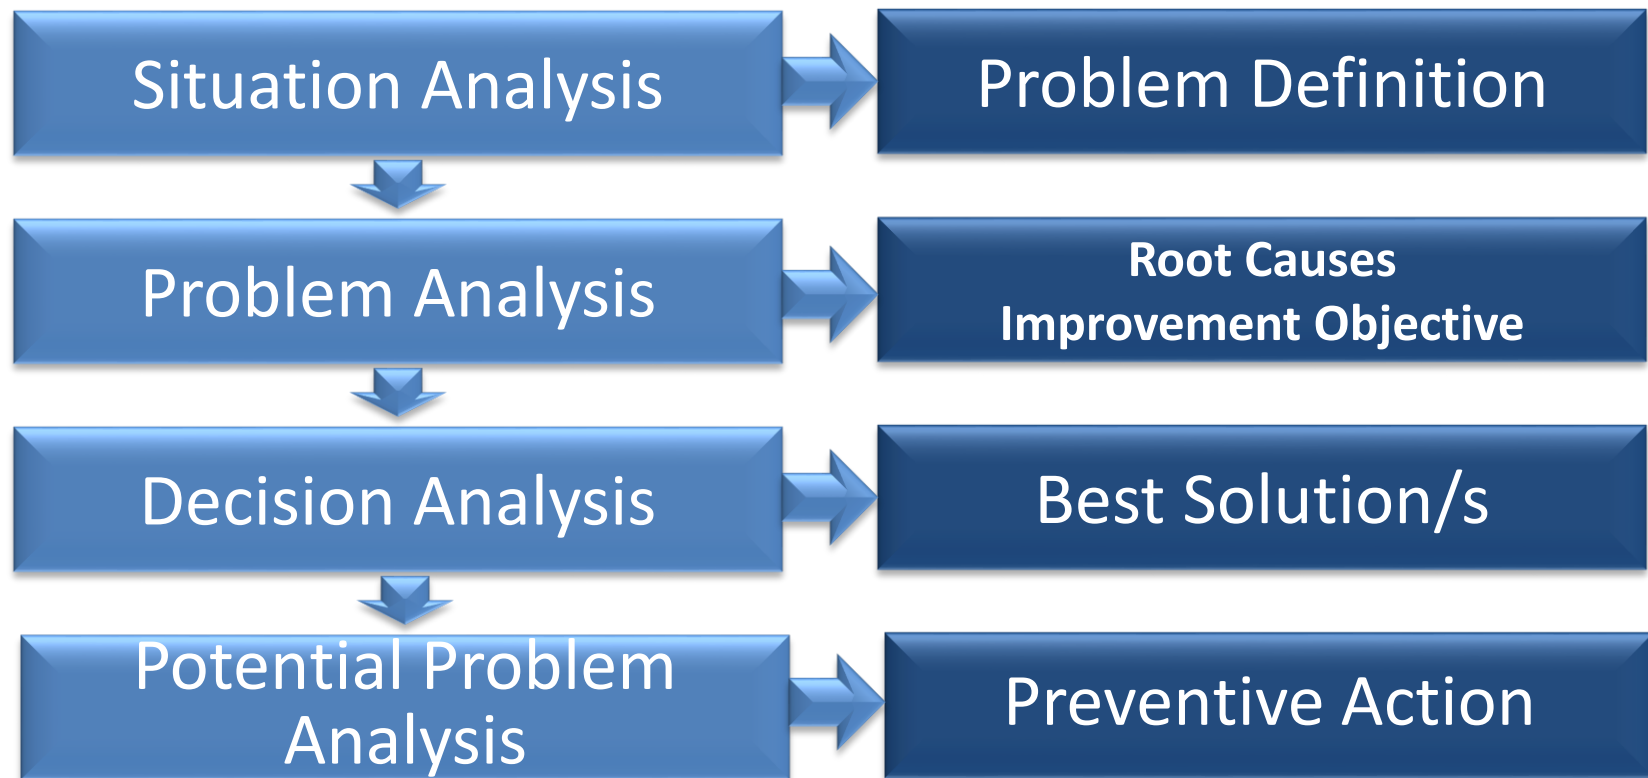 Situation Analysis
Problem Definition
Problem Analysis
Root Causes
Improvement Objective
Decision Analysis
Best Solution/s
Potential Problem
Analysis
Preventive Action